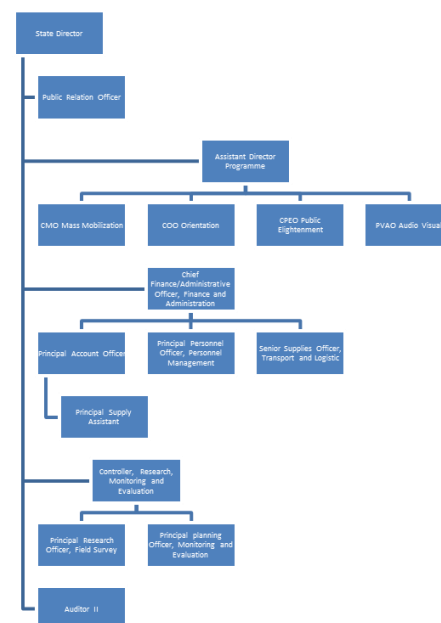 State Director
Public Relation Officer
Assistant Director
Programme
CMO Mass Mobilization
COO Orientation
CPEO Public
Elightenment
PVAO Audio Visual
Chief
Finance/Administrative
Officer, Finance and
Administration
Principal Account Officer
Principal Personnel
Officer, Personnel
Management
Senior Supplies Officer,
Transport and Logistic
Principal Supply
Assistant
Controller, Research,
Monitoring and
Evaluation
Principal Research
Officer, Field Survey
Principal planning
Officer, Monitoring and
Evaluation
Auditor II